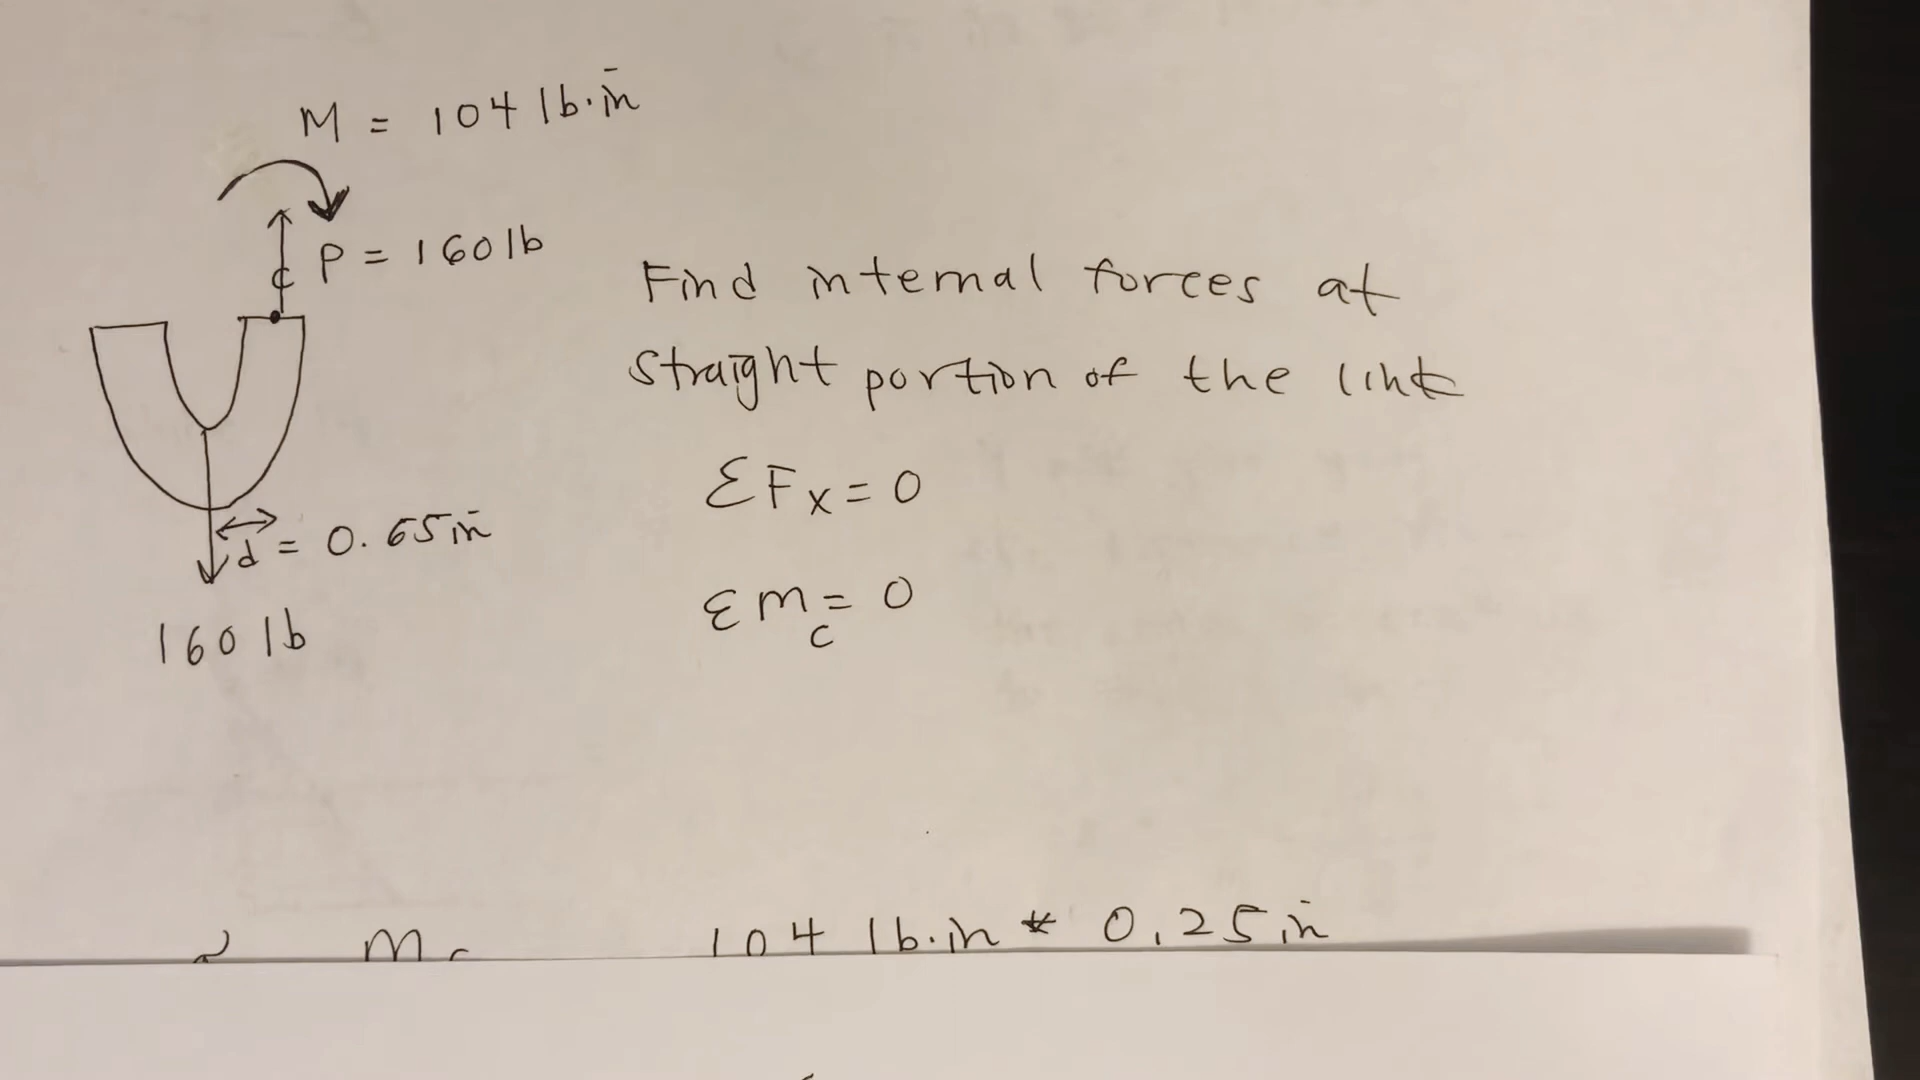 M = 104 lb.in
C P = 160 lb
Find internal forces at
straight portion of the link
ΣFx = 0
d = 0.65 in
ΣMc = 0
160 lb
104 lb.in * 0.25 in